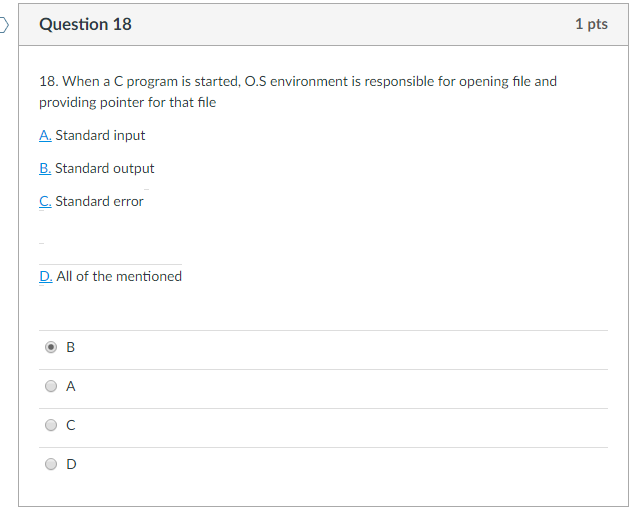 Question 18
1 pts
18. When a C program is started, O.S environment is responsible for opening file and
providing pointer for that file
A. Standard input
B. Standard output
C. Standard error
D. All of the mentioned
B
A
C
D